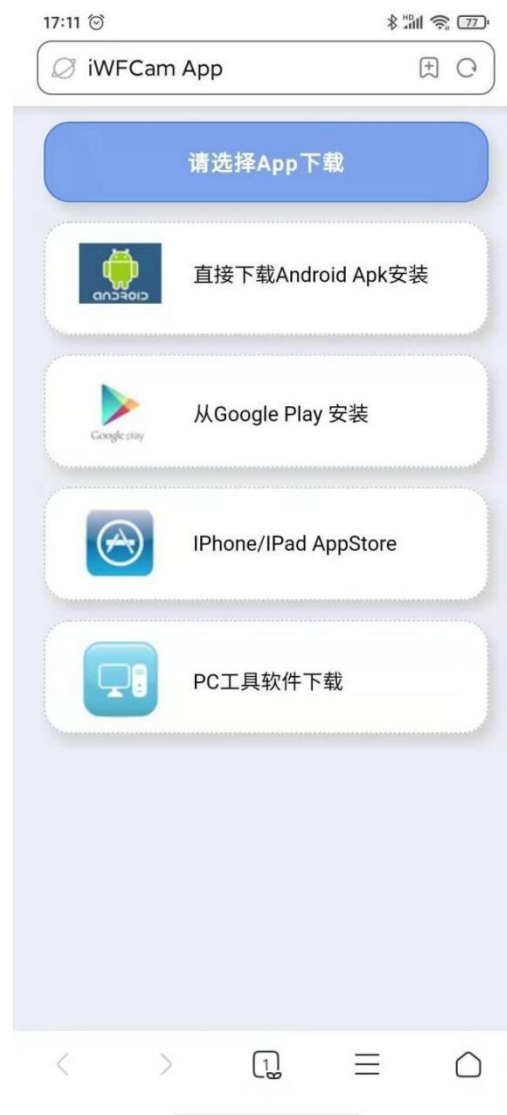 17:11
HD
77
iWFCam App
请选择App下载
直接下载Android Apk安装
ANDROID
从Google Play 安装
Google play
IPhone/IPad AppStore
PC工具软件下载
1